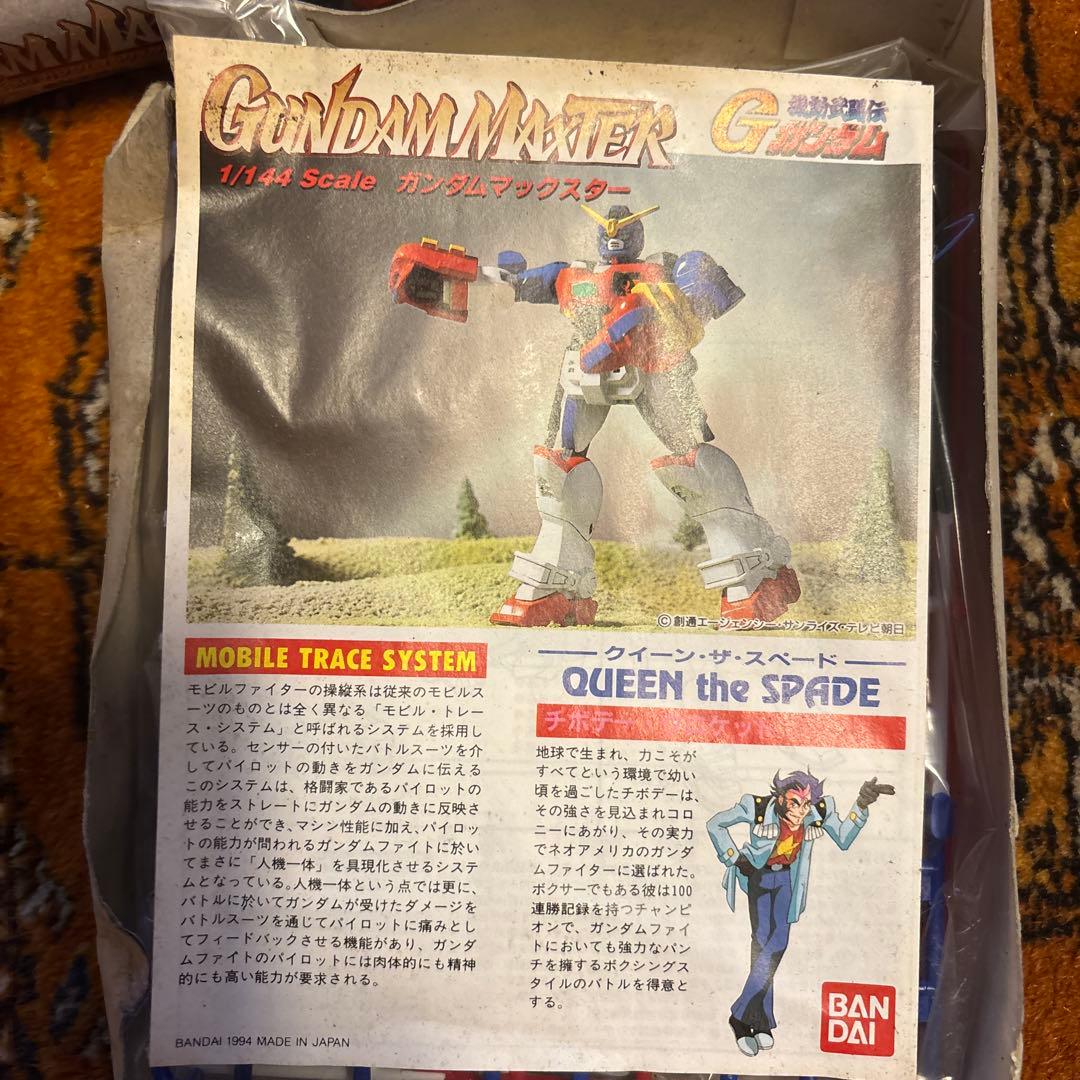 GUNDAM MAXTER
機動武闘伝
Gガンダム
1/144 Scale ガンダムマックスター
©創通エージェンシー・サンライズ・テレビ朝日
MOBILE TRACE SYSTEM
モビルファイターの操縦系は従来のモビルス
ーツのものとは全く異なる「モビル・トレー
ス・システム」と呼ばれるシステムを採用し
ている。センサーの付いたバトルスーツを介
してパイロットの動きをガンダムに伝える
このシステムは、格闘家であるパイロットの
能力をストレートにガンダムの動きに反映さ
せることができ、マシン性能に加え、パイロッ
トの能力が問われるガンダムファイトに於い
てまさに「人機一体」を具現化させるシステ
ムとなっている。人機一体という点では更に、
バトルに於いてガンダムが受けたダメージを
バトルスーツを通じてパイロットに痛みとし
てフィードバックさせる機能があり、ガンダ
ムファイトのパイロットには肉体的にも精神
的にも高い能力が要求される。
クイーン・ザ・スペード
QUEEN the SPADE
チボデー
地球で生まれ、力こそが
すべてという環境で幼い
頃を過ごしたチボデーは、
その強さを見込まれコロ
ニーにあがり、その実力
でネオアメリカのガンダ
ムファイターに選ばれた。
ボクサーでもある彼は100
連勝記録を持つチャンピ
オンで、ガンダムファイ
トにおいても強力なパン
チを擁するボクシングス
タイルのバトルを得意と
する。
BANDAI 1994 MADE IN JAPAN
BAN
DAI